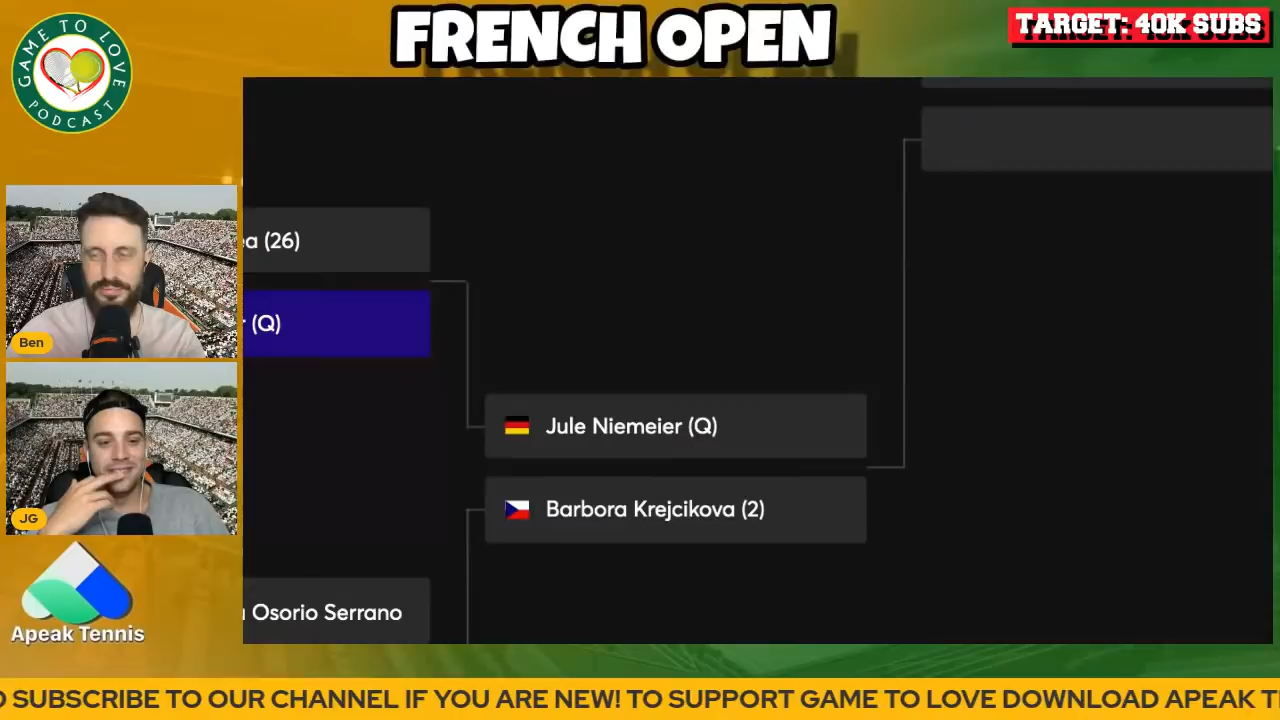 GAME TO LOVE
PODCAST
FRENCH OPEN
TARGET: 40K SUBS
(26)
(Q)
Jule Niemeier (Q)
Barbora Krejcikova (2)
Osorio Serrano
Ben
JG
Apeak Tennis
SUBSCRIBE TO OUR CHANNEL IF YOU ARE NEW! TO SUPPORT GAME TO LOVE DOWNLOAD APEAK